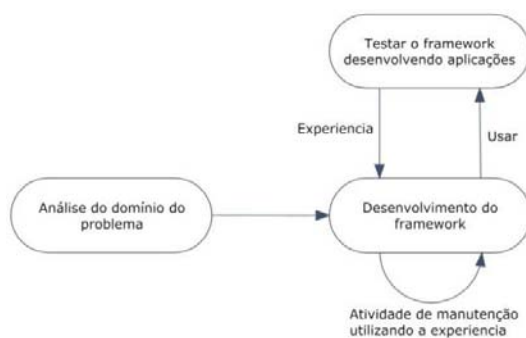 Testar o framework
desenvolvendo aplicações
Experiencia
Usar
Análise do domínio do
problema
Desenvolvimento do
framework
Atividade de manutenção
utilizando a experiencia